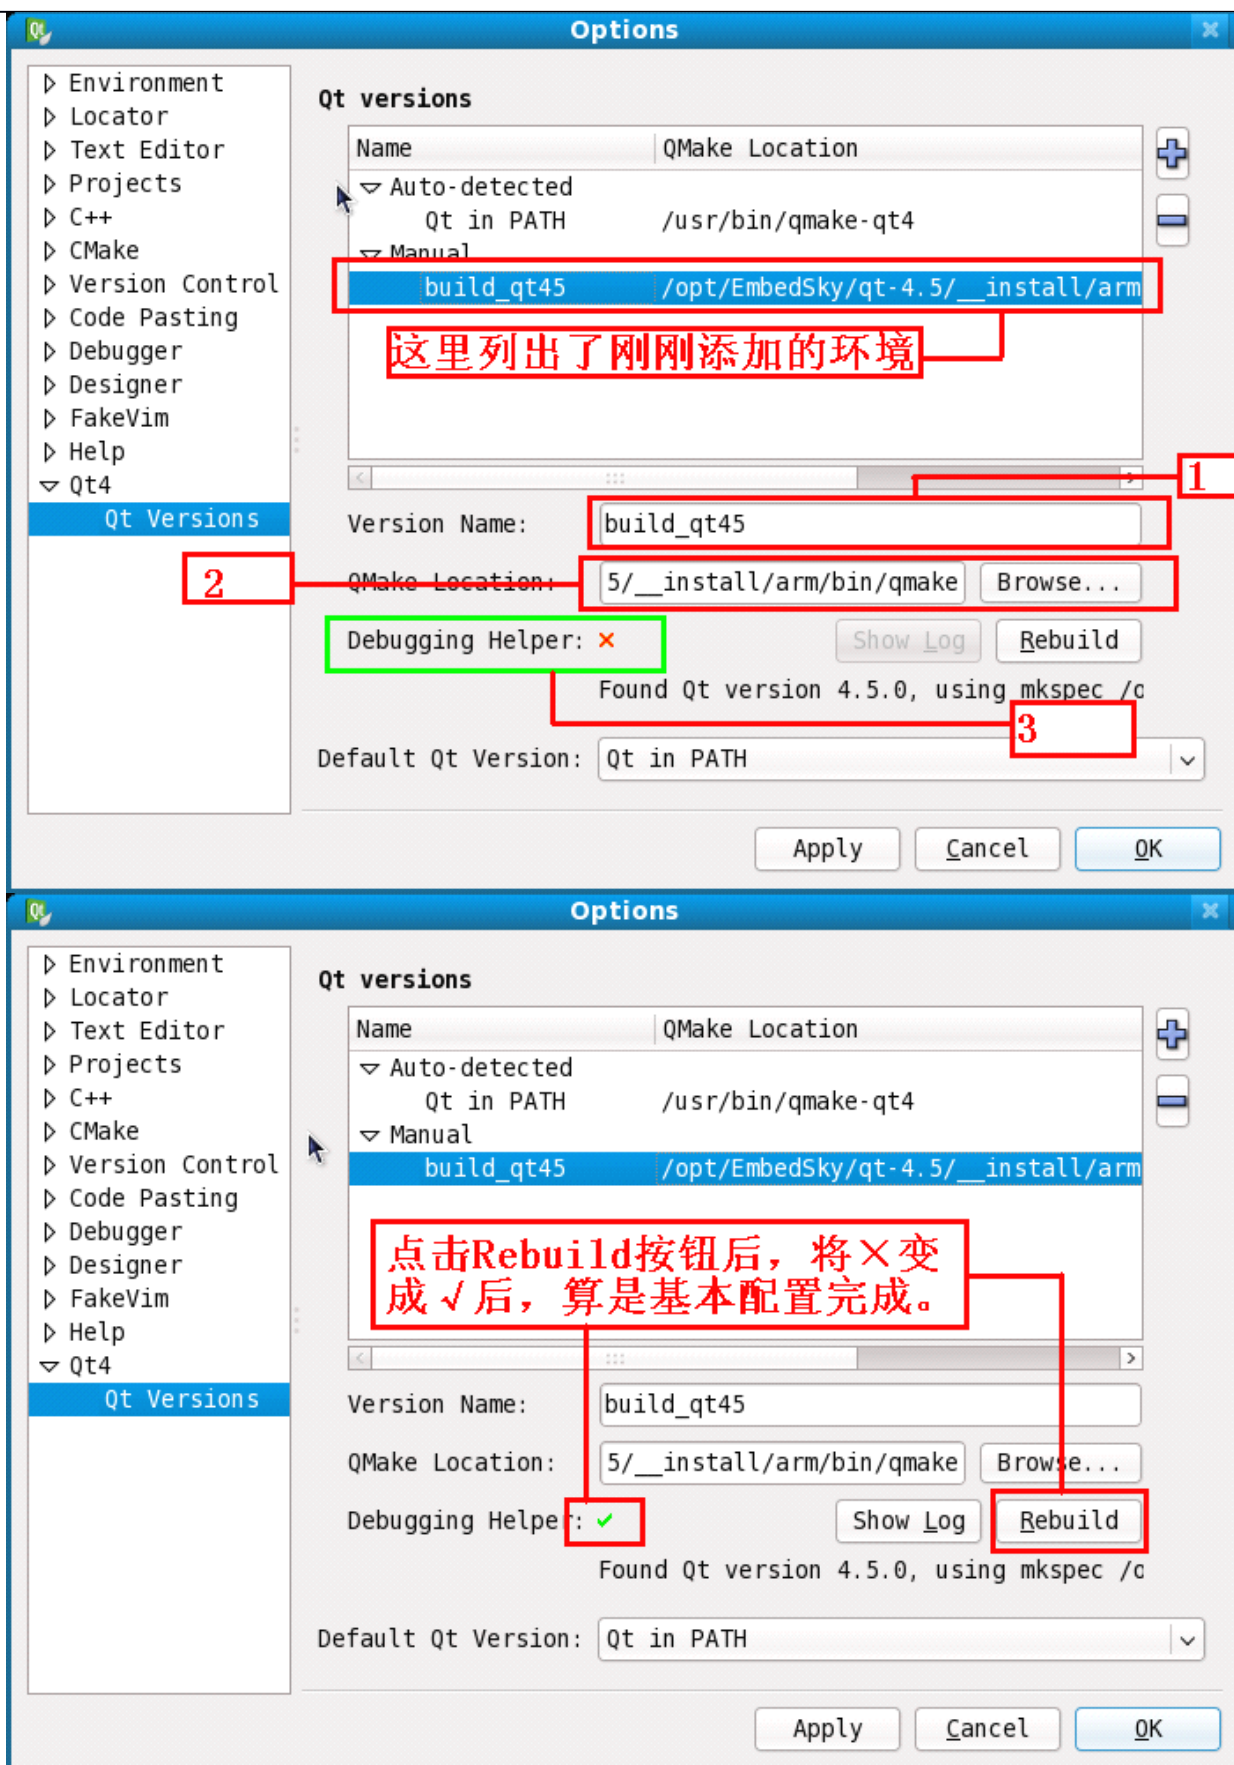 Options
Environment
Locator
Text Editor
Projects
C++
CMake
Version Control
Code Pasting
Debugger
Designer
FakeVim
Help
Qt4
Qt Versions
Qt versions
Name QMake Location
Auto-detected
Qt in PATH /usr/bin/qmake-qt4
Manual
build_qt45 /opt/EmbedSky/qt-4.5/__install/arm
这里列出了刚刚添加的环境
1
Version Name: build_qt45
2
QMake Location: 5/__install/arm/bin/qmake Browse...
Debugging Helper: Show Log Rebuild
Found Qt version 4.5.0, using mkspec /o
3
Default Qt Version: Qt in PATH
Apply Cancel OK
Options
Environment
Locator
Text Editor
Projects
C++
CMake
Version Control
Code Pasting
Debugger
Designer
FakeVim
Help
Qt4
Qt Versions
Qt versions
Name QMake Location
Auto-detected
Qt in PATH /usr/bin/qmake-qt4
Manual
build_qt45 /opt/EmbedSky/qt-4.5/__install/arm
点击Rebuild按钮后，将×变
成√后，算是基本配置完成。
Version Name: build_qt45
QMake Location: 5/__install/arm/bin/qmake Browse...
Debugging Helper: Show Log Rebuild
Found Qt version 4.5.0, using mkspec /o
Default Qt Version: Qt in PATH
Apply Cancel OK